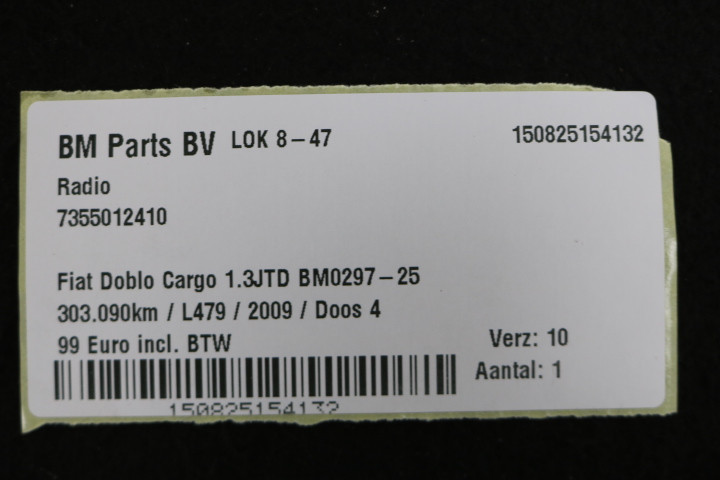 BM Parts BV LOK 8-47 150825154132
Radio
7355012410
Fiat Doblo Cargo 1.3JTD BM0297-25
303.090km / L479 / 2009 / Doos 4
99 Euro incl. BTW Verz: 10
Aantal: 1
150825154132